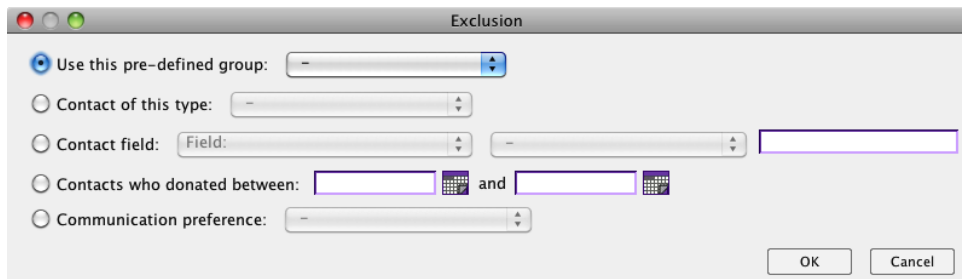 Exclusion
Use this pre-defined group: –
Contact of this type: –
Contact field: Field: –
Contacts who donated between: and
Communication preference: –
OK Cancel